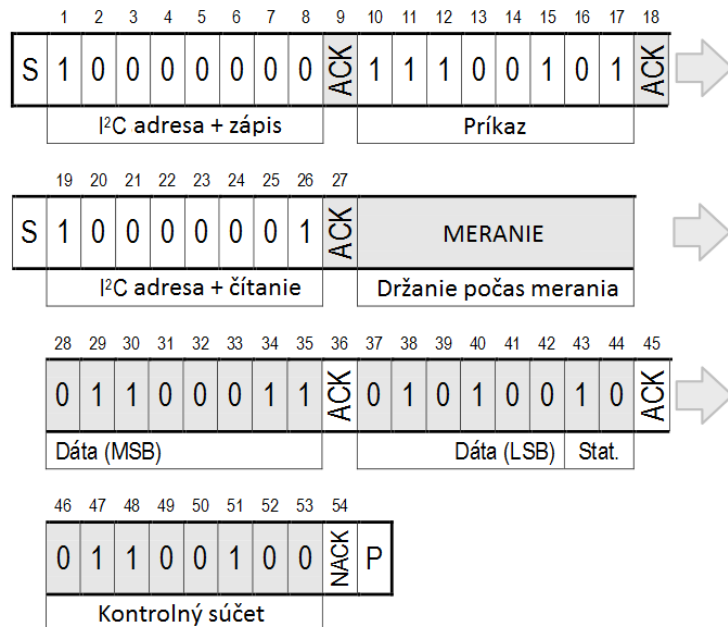 1 2 3 4 5 6 7 8 9 10 11 12 13 14 15 16 17 18
S 1 0 0 0 0 0 0 0 ACK 1 1 1 0 0 1 0 1 ACK
I²C adresa + zápis Príkaz
19 20 21 22 23 24 25 26 27
S 1 0 0 0 0 0 0 1 ACK MERANIE
I²C adresa + čítanie Držanie počas merania
28 29 30 31 32 33 34 35 36 37 38 39 40 41 42 43 44 45
0 1 1 0 0 0 1 1 ACK 0 1 0 1 0 0 1 0 ACK
Dáta (MSB) Dáta (LSB) Stat.
46 47 48 49 50 51 52 53 54
0 1 1 0 0 1 0 0 NACK P
Kontrolný súčet